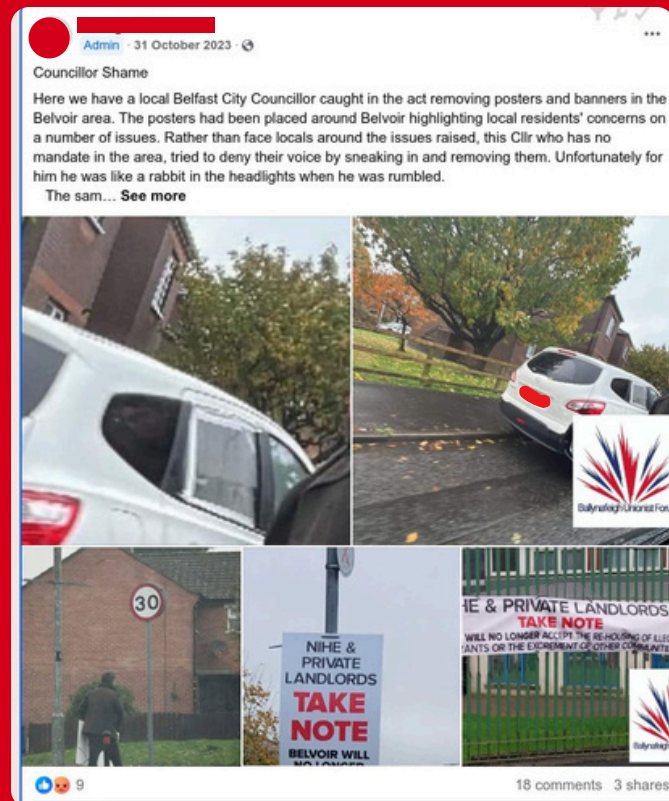 Admin · 31 October 2023 ·
Councillor Shame
Here we have a local Belfast City Councillor caught in the act removing posters and banners in the
Belvoir area. The posters had been placed around Belvoir highlighting local residents' concerns on
a number of issues. Rather than face locals around the issues raised, this Cllr who has no
mandate in the area, tried to deny their voice by sneaking in and removing them. Unfortunately for
him he was like a rabbit in the headlights when he was rumbled.
The sam... See more
Ballynafeigh Unionist Foru
30
NIHE &
PRIVATE
LANDLORDS
TAKE
NOTE
BELVOIR WILL
NO LONGER
HE & PRIVATE LANDLORDS
TAKE NOTE
WILL NO LONGER ACCEPT THE RE-HOUSING OF ILLEG
ANTS OR THE EXCREMENT OF OTHER COMMUNITIE
Ballynafeigh
9
18 comments 3 shares